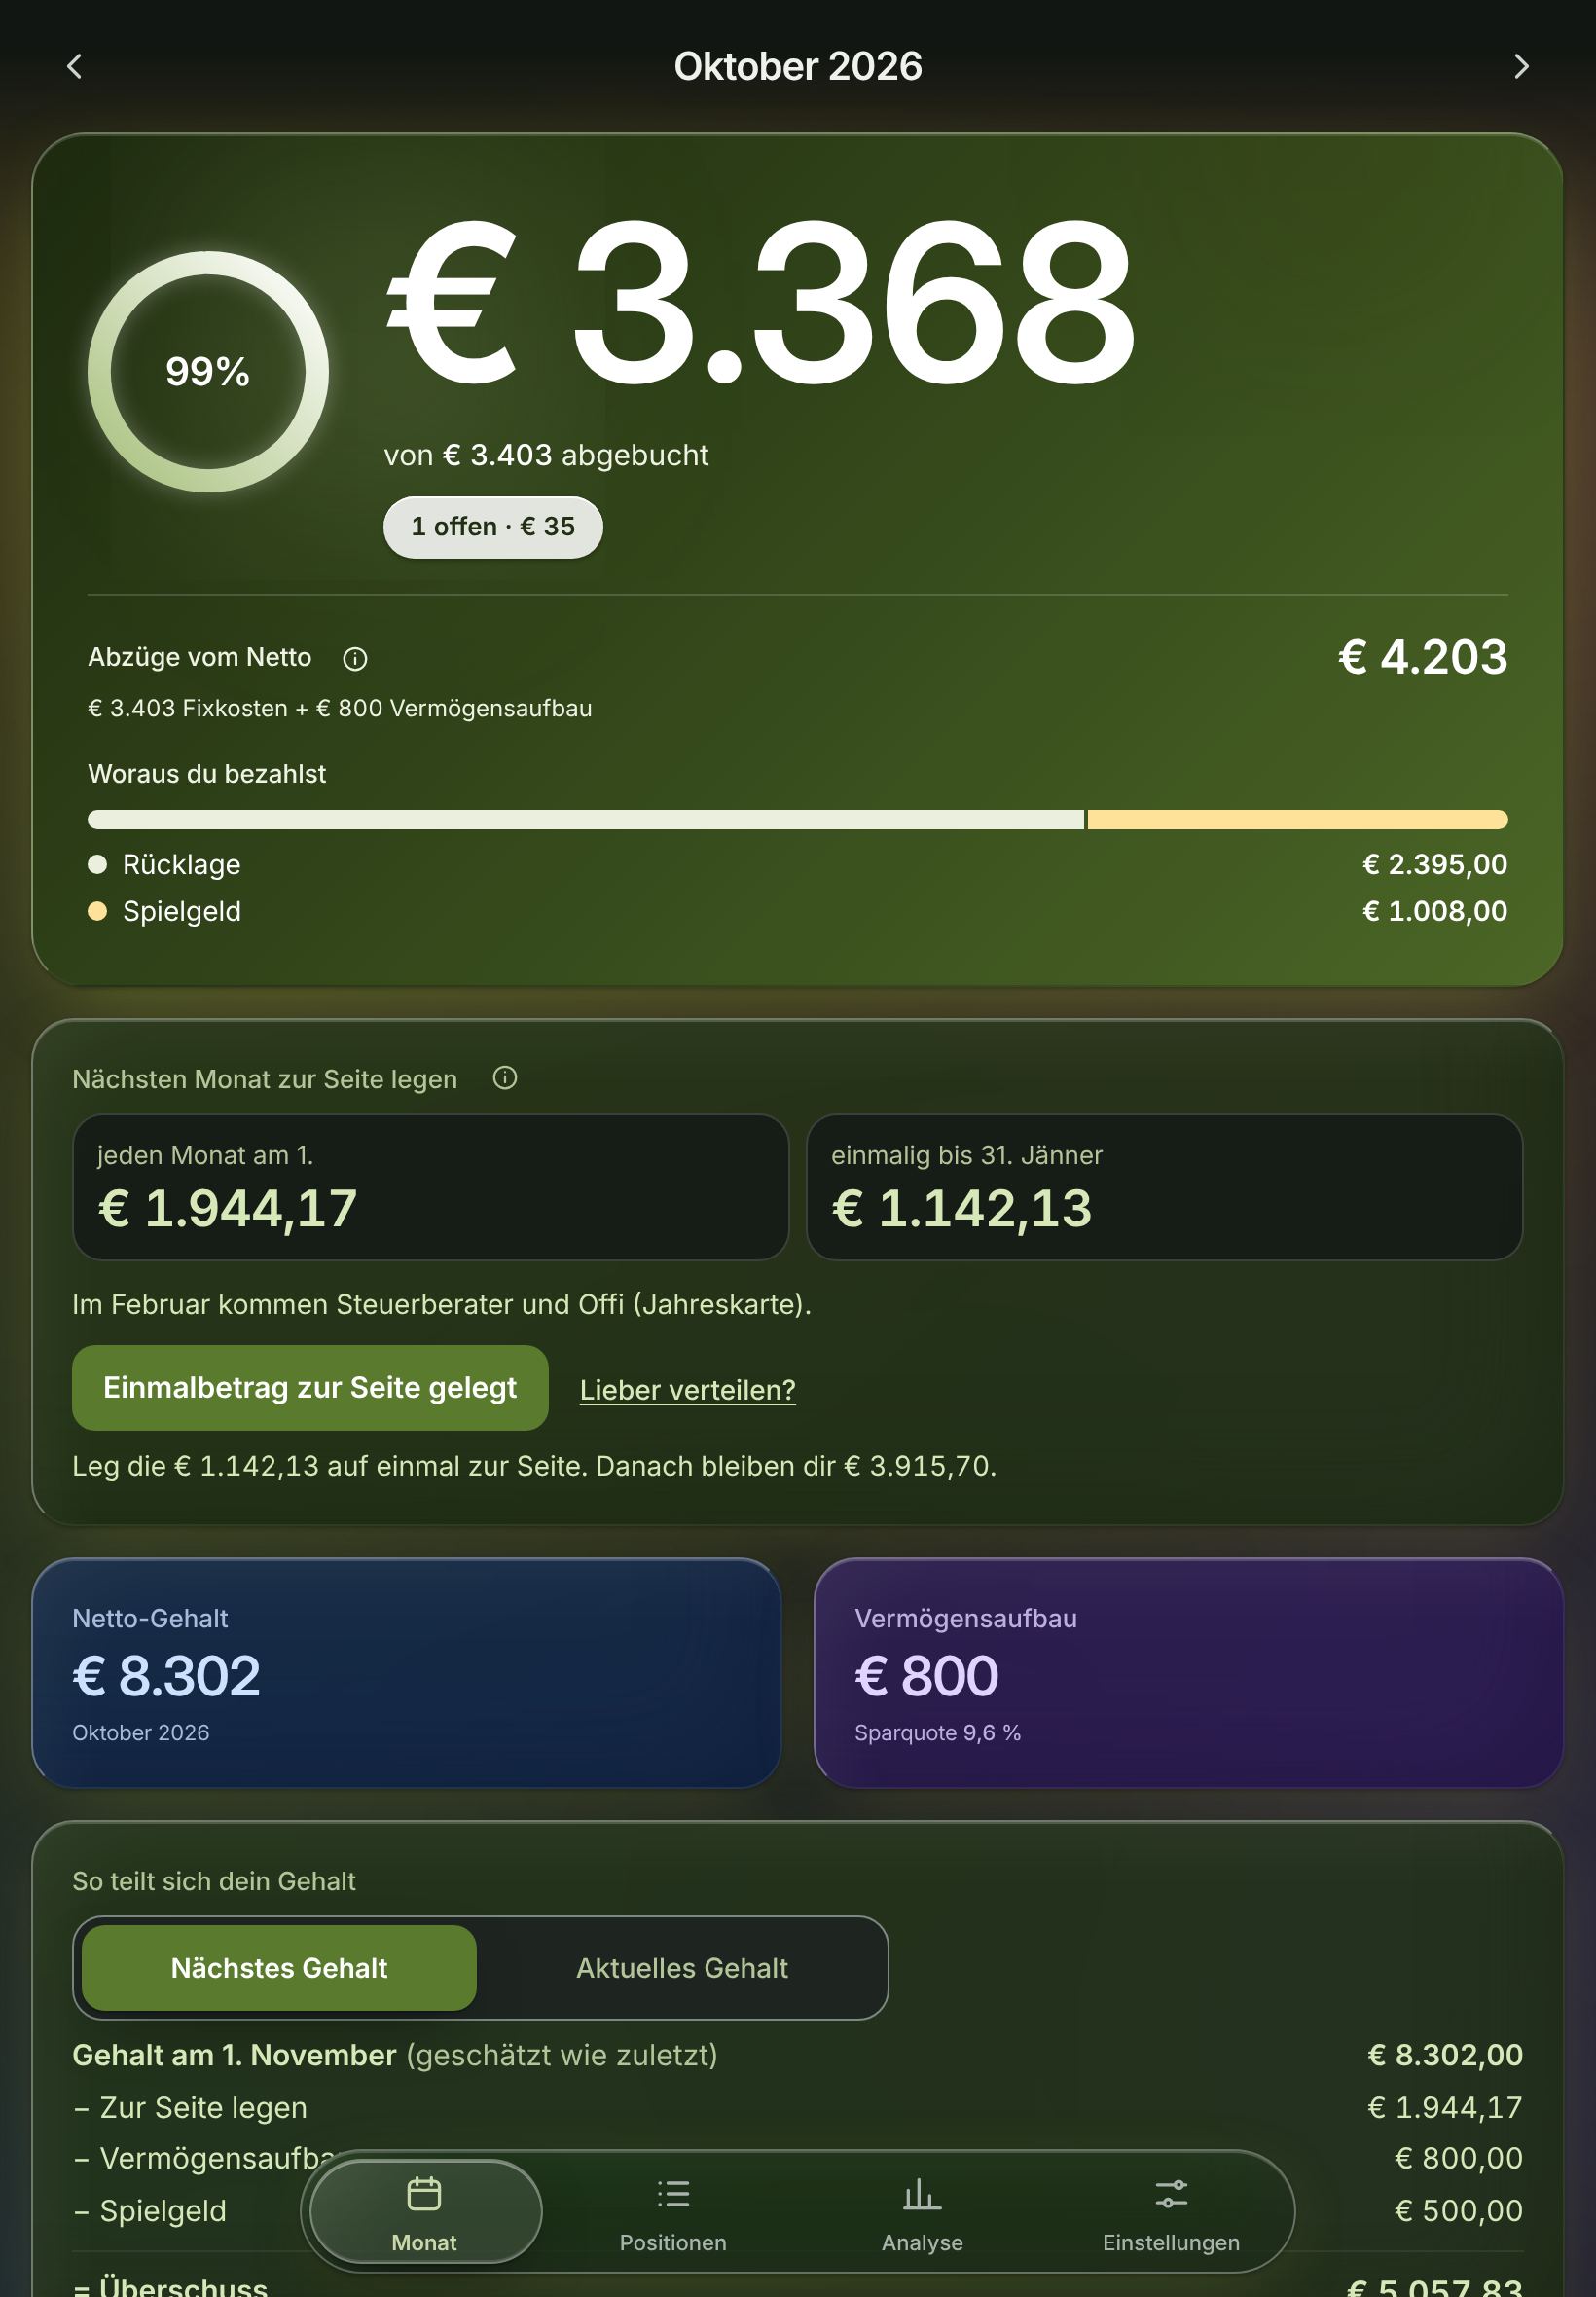 Oktober 2026
99%
€ 3.368
von € 3.403 abgebucht
1 offen · € 35
Abzüge vom Netto
€ 4.203
€ 3.403 Fixkosten + € 800 Vermögensaufbau
Woraus du bezahlst
Rücklage € 2.395,00
Spielgeld € 1.008,00
Nächsten Monat zur Seite legen
jeden Monat am 1.
€ 1.944,17
einmalig bis 31. Jänner
€ 1.142,13
Im Februar kommen Steuerberater und Offi (Jahreskarte).
Einmalbetrag zur Seite gelegt
Lieber verteilen?
Leg die € 1.142,13 auf einmal zur Seite. Danach bleiben dir € 3.915,70.
Netto-Gehalt
€ 8.302
Oktober 2026
Vermögensaufbau
€ 800
Sparquote 9,6 %
So teilt sich dein Gehalt
Nächstes Gehalt
Aktuelles Gehalt
Gehalt am 1. November (geschätzt wie zuletzt) € 8.302,00
– Zur Seite legen € 1.944,17
– Vermögensaufbau € 800,00
– Spielgeld € 500,00
= Überschuss € 5.057,83
Monat
Positionen
Analyse
Einstellungen